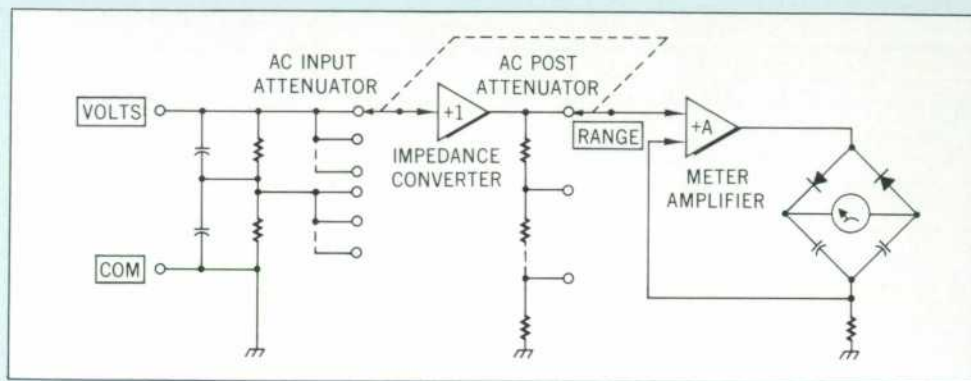 AC INPUT
ATTENUATOR
AC POST
ATTENUATOR
VOLTS
+1
RANGE
+A
IMPEDANCE
CONVERTER
METER
AMPLIFIER
COM